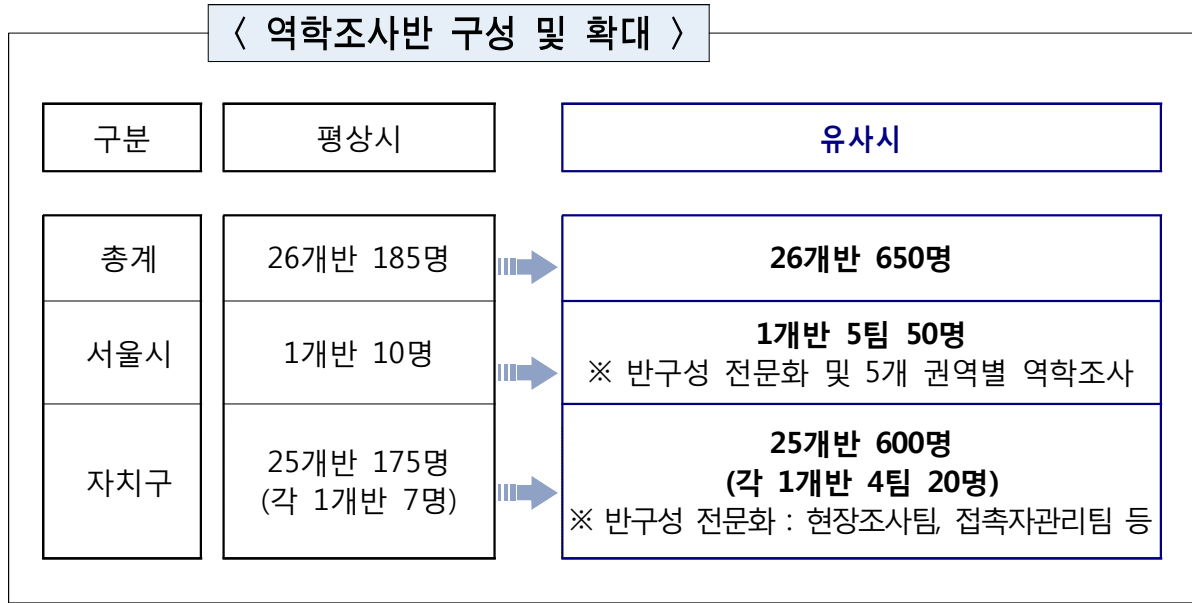 〈 역학조사반 구성 및 확대 〉
구분
평상시
유사시
총계
26개반 185명
26개반 650명
서울시
1개반 10명
1개반 5팀 50명
※ 반구성 전문화 및 5개 권역별 역학조사
자치구
25개반 175명
(각 1개반 7명)
25개반 600명
(각 1개반 4팀 20명)
※ 반구성 전문화 : 현장조사팀, 접촉자관리팀 등